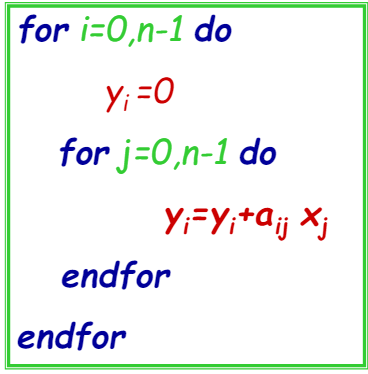 for i=0,n-1 do
yᵢ =0
for j=0,n-1 do
yᵢ=yᵢ+aᵢⱼ xⱼ
endfor
endfor